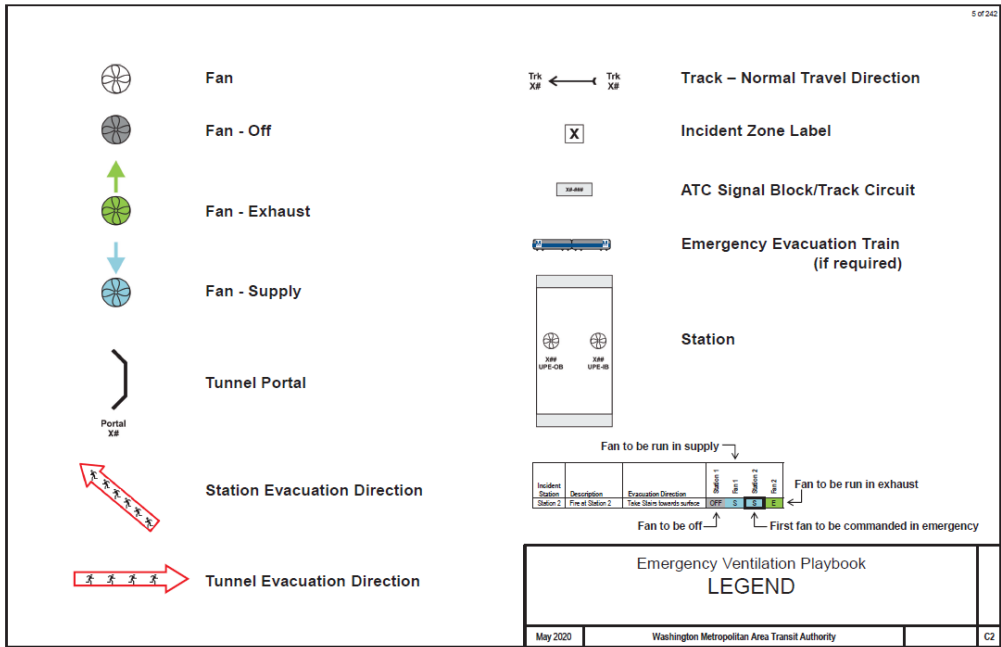 5 of 242
Fan
Fan - Off
Fan - Exhaust
Fan - Supply
Tunnel Portal
Portal
X#
Station Evacuation Direction
Tunnel Evacuation Direction
Trk
X#
Trk
X#
Track – Normal Travel Direction
X
Incident Zone Label
X#-###
ATC Signal Block/Track Circuit
Emergency Evacuation Train
(if required)
X##
UPE-OB
X##
UPE-IB
Station
Fan to be run in supply
Incident
Station
Description
Evacuation Direction
Station 1
Fan 1
Station 2
Fan 2
Station 2
Fire at Station 2
Take Stairs towards surface
OFF
S
S
E
Fan to be run in exhaust
Fan to be off
First fan to be commanded in emergency
Emergency Ventilation Playbook
LEGEND
May 2020
Washington Metropolitan Area Transit Authority
C2